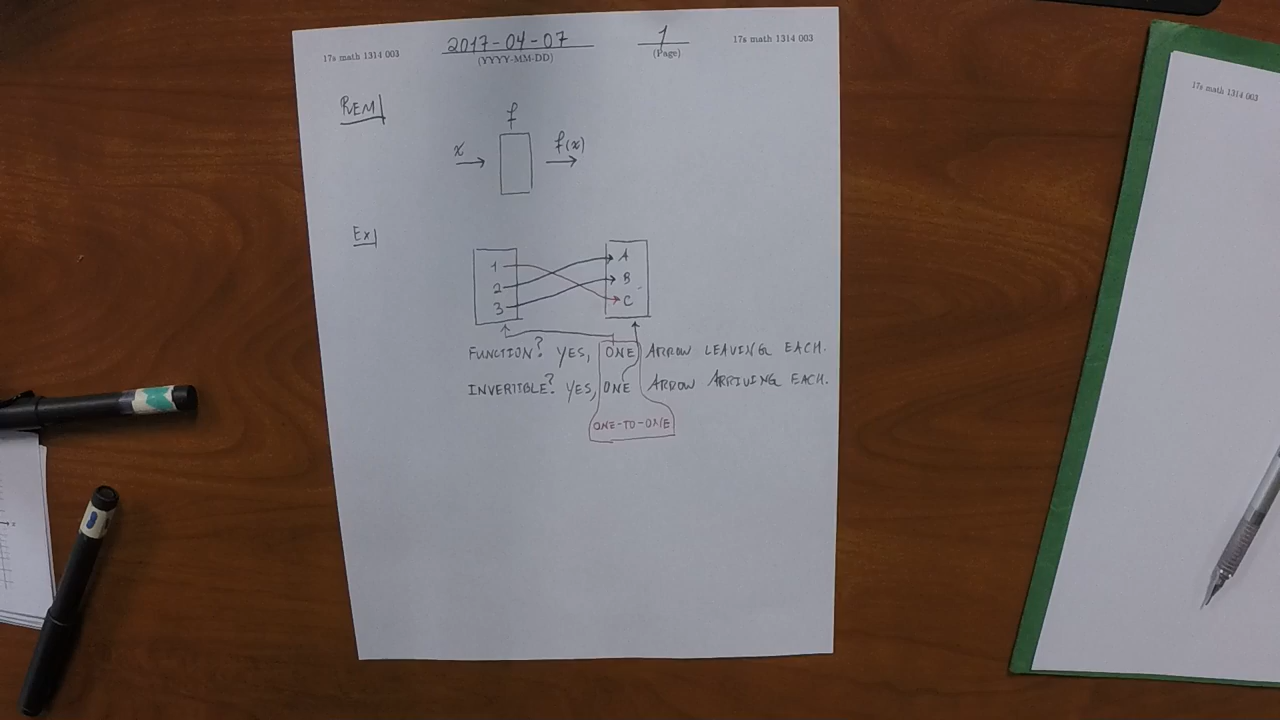 17s math 1314 003 2017-04-07 1 17s math 1314 003
(YYYY-MM-DD) (Page)
REM
f
x f(x)
Ex
1 A
2 B
3 C
FUNCTION? YES, ONE ARROW LEAVING EACH.
INVERTIBLE? YES, ONE ARROW ARRIVING EACH.
ONE-TO-ONE
17s math 1314 003
x